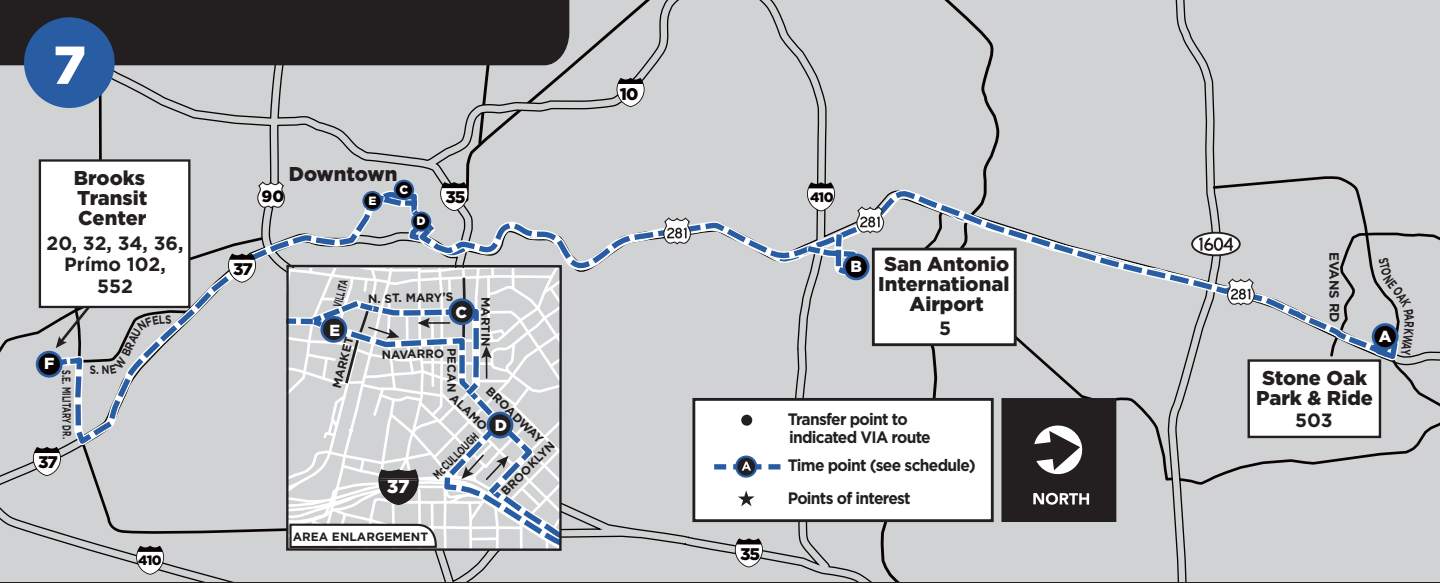 7
10
Downtown
E
C
D
90
35
410
281
281
37
Brooks
Transit
Center
20, 32, 34, 36,
Prímo 102,
552
F
S. NEW BRAUNFELS
S.E. MILITARY DR.
37
410
B
San Antonio
International
Airport
5
1604
281
EVANS RD
STONE OAK PARKWAY
A
Stone Oak
Park & Ride
503
VILLITA
N. ST. MARY'S
C
MARTIN
E
MARKET
NAVARRO
PECAN
ALAMO
BROADWAY
D
McCULLOUGH
BROOKLYN
37
AREA ENLARGEMENT
Transfer point to
indicated VIA route
A
Time point (see schedule)
Points of interest
NORTH
35